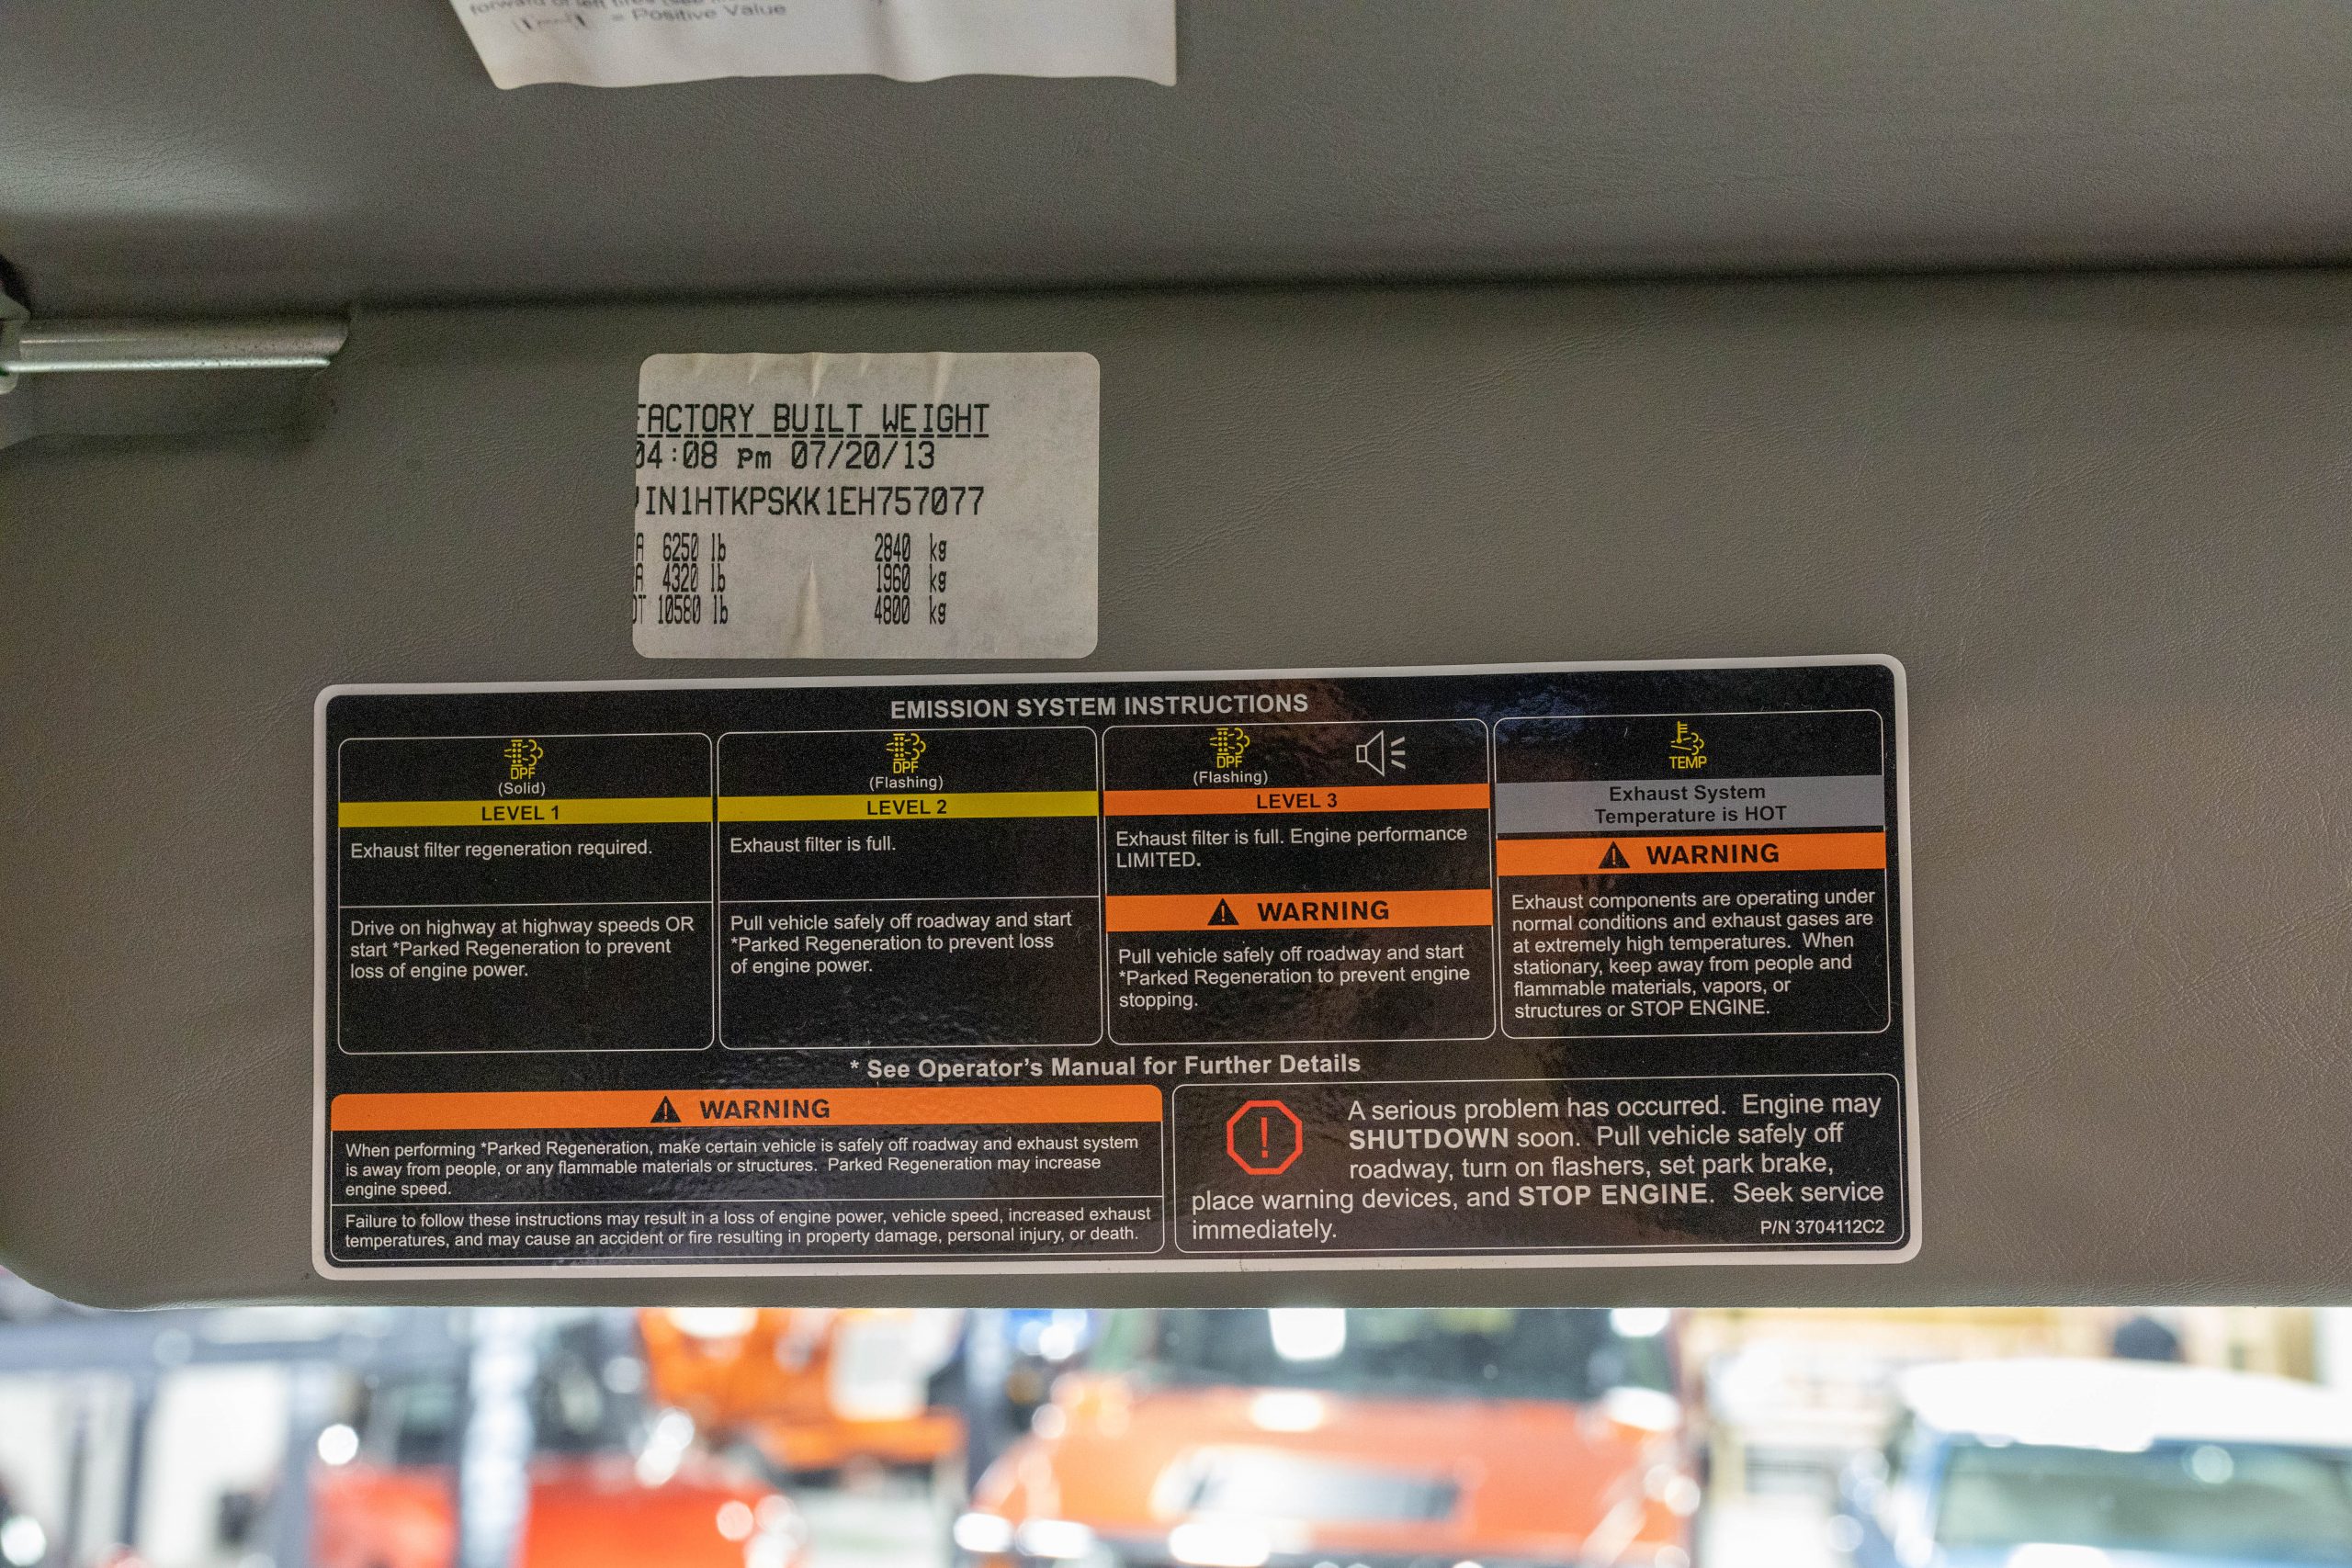 = Positive Value
FACTORY BUILT WEIGHT
04:08 pm 07/20/13
VIN1HTKPSKK1EH757077
A 6250 lb 2840 kg
A 4320 lb 1960 kg
OT 10580 lb 4800 kg
EMISSION SYSTEM INSTRUCTIONS
DPF
(Solid)
LEVEL 1
Exhaust filter regeneration required.
Drive on highway at highway speeds OR
start *Parked Regeneration to prevent
loss of engine power.
DPF
(Flashing)
LEVEL 2
Exhaust filter is full.
Pull vehicle safely off roadway and start
*Parked Regeneration to prevent loss
of engine power.
DPF
(Flashing)
LEVEL 3
Exhaust filter is full. Engine performance
LIMITED.
WARNING
Pull vehicle safely off roadway and start
*Parked Regeneration to prevent engine
stopping.
TEMP
Exhaust System
Temperature is HOT
WARNING
Exhaust components are operating under
normal conditions and exhaust gases are
at extremely high temperatures. When
stationary, keep away from people and
flammable materials, vapors, or
structures or STOP ENGINE.
* See Operator's Manual for Further Details
WARNING
When performing *Parked Regeneration, make certain vehicle is safely off roadway and exhaust system
is away from people, or any flammable materials or structures. Parked Regeneration may increase
engine speed.
Failure to follow these instructions may result in a loss of engine power, vehicle speed, increased exhaust
temperatures, and may cause an accident or fire resulting in property damage, personal injury, or death.
! A serious problem has occurred. Engine may
SHUTDOWN soon. Pull vehicle safely off
roadway, turn on flashers, set park brake,
place warning devices, and STOP ENGINE. Seek service
immediately.
P/N 3704112C2